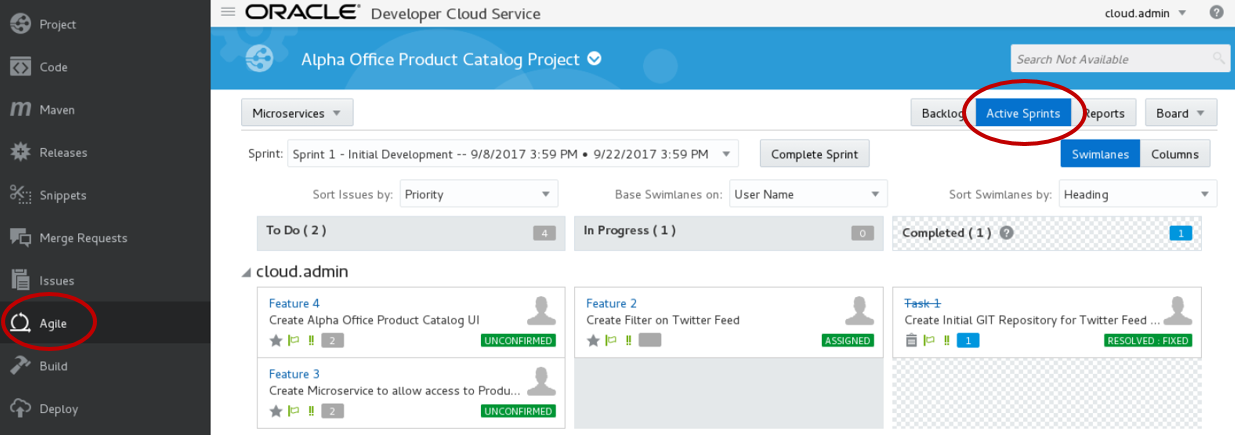 Project
Code
Maven
Releases
Snippets
Merge Requests
Issues
Agile
Build
Deploy
ORACLE Developer Cloud Service
cloud.admin
Alpha Office Product Catalog Project
Search Not Available
Microservices
Backlog Active Sprints Reports Board
Sprint: Sprint 1 - Initial Development -- 9/8/2017 3:59 PM • 9/22/2017 3:59 PM Complete Sprint Swimlanes Columns
Sort Issues by: Priority Base Swimlanes on: User Name Sort Swimlanes by: Heading
To Do ( 2 ) 4 In Progress ( 1 ) 0 Completed ( 1 ) ? 1
cloud.admin
Feature 4
Create Alpha Office Product Catalog UI
!! 2 UNCONFIRMED
Feature 3
Create Microservice to allow access to Produ...
!! 2 UNCONFIRMED
Feature 2
Create Filter on Twitter Feed
!! ASSIGNED
Task 1
Create Initial GIT Repository for Twitter Feed ...
!! 1 RESOLVED : FIXED